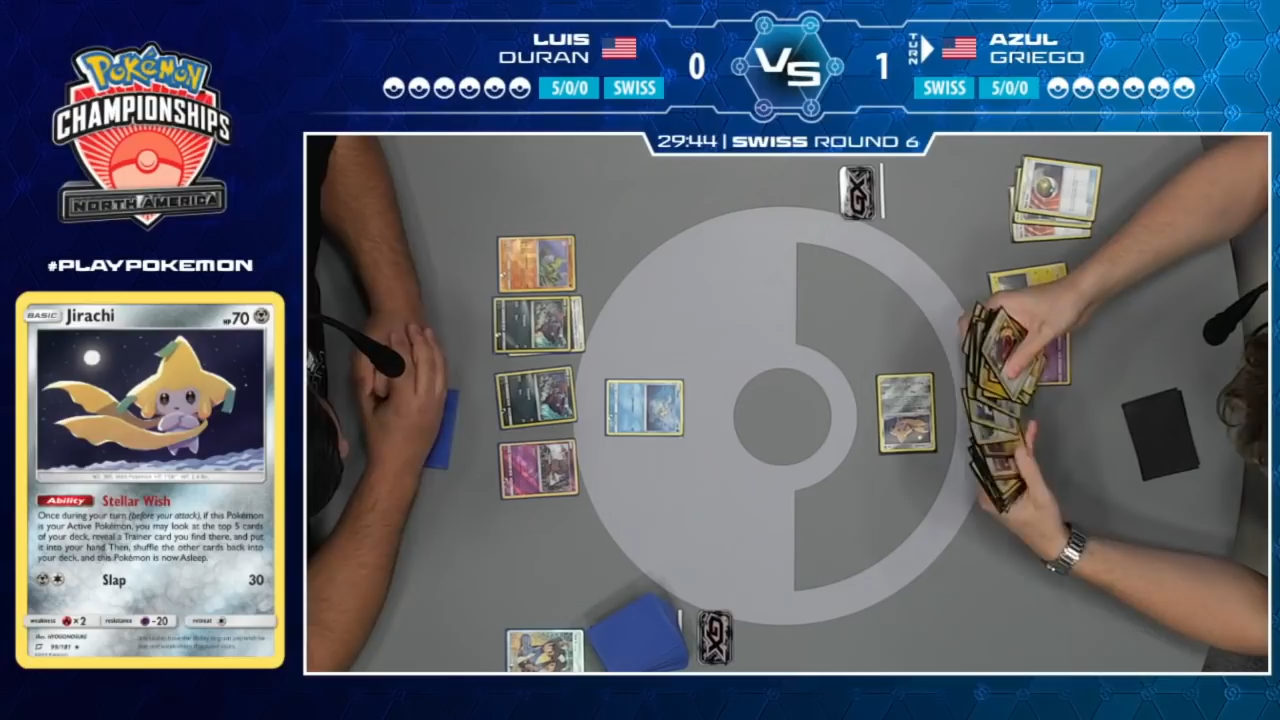 Pokémon
CHAMPIONSHIPS
NORTH AMERICA
#PLAYPOKEMON
LUIS
DURAN
0
VS
1
TURN
AZUL
GRIEGO
5/0/0
SWISS
SWISS
5/0/0
29:44 | SWISS ROUND 6
BASIC Jirachi HP70
Ability Stellar Wish
Once during your turn (before your attack), if this Pokémon
is your Active Pokémon, you may look at the top 5 cards
of your deck, reveal a Trainer card you find there, and put
it into your hand. Then, shuffle the other cards back into
your deck, and this Pokémon is now Asleep.
Slap 30
weakness ×2 resistance -20 retreat
99/181
GX
GX